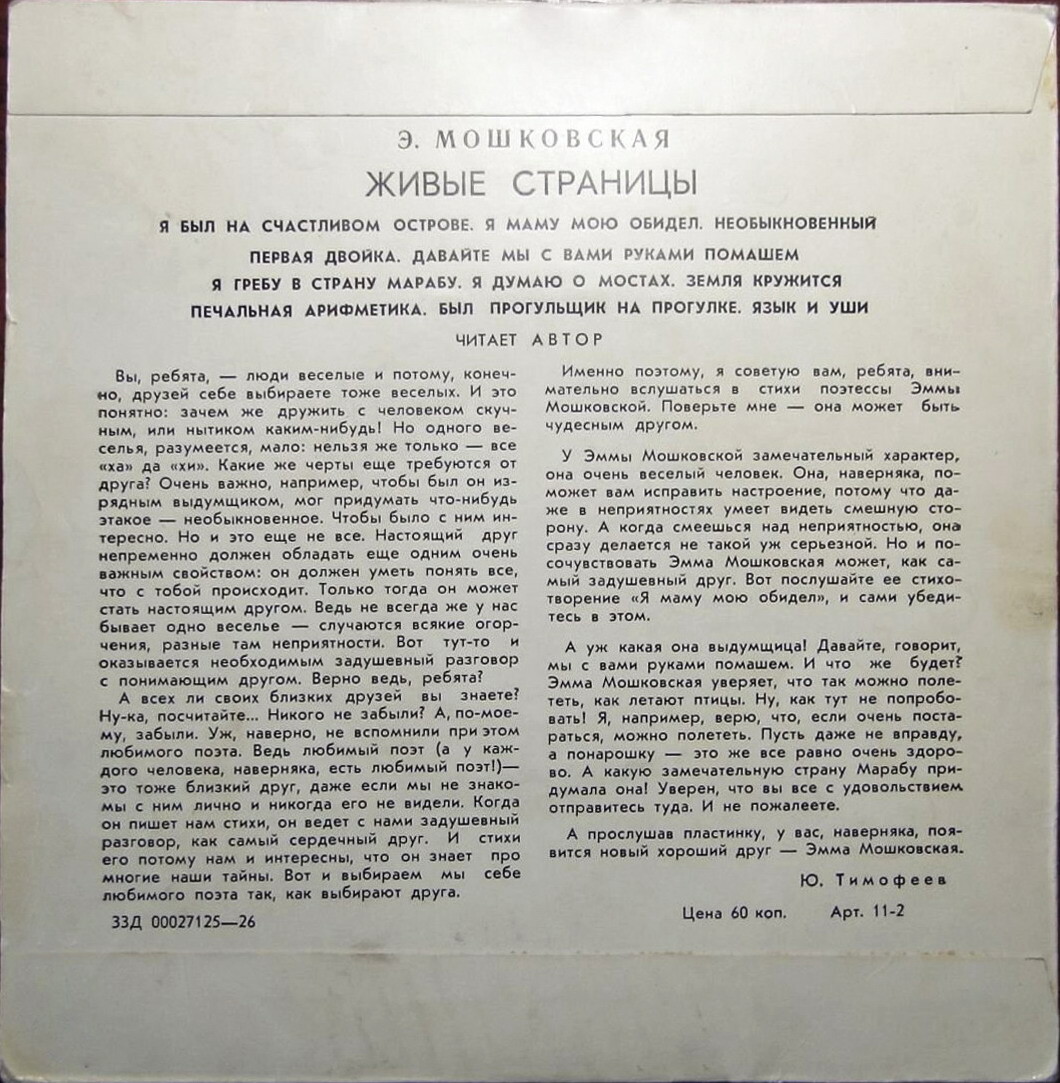 Э. МОШКОВСКАЯ
ЖИВЫЕ СТРАНИЦЫ
Я БЫЛ НА СЧАСТЛИВОМ ОСТРОВЕ. Я МАМУ МОЮ ОБИДЕЛ. НЕОБЫКНОВЕННЫЙ
ПЕРВАЯ ДВОЙКА. ДАВАЙТЕ МЫ С ВАМИ РУКАМИ ПОМАШЕМ
Я ГРЕБУ В СТРАНУ МАРАБУ. Я ДУМАЮ О МОСТАХ. ЗЕМЛЯ КРУЖИТСЯ
ПЕЧАЛЬНАЯ АРИФМЕТИКА. БЫЛ ПРОГУЛЬЩИК НА ПРОГУЛКЕ. ЯЗЫК И УШИ
ЧИТАЕТ АВТОР
Вы, ребята, — люди веселые и потому, конеч-
но, друзей себе выбираете тоже веселых. И это
понятно: зачем же дружить с человеком скуч-
ным, или нытиком каким-нибудь! Но одного ве-
селья, разумеется, мало: нельзя же только — все
«ха» да «хи». Какие же черты еще требуются от
друга? Очень важно, например, чтобы был он из-
рядным выдумщиком, мог придумать что-нибудь
этакое — необыкновенное. Чтобы было с ним ин-
тересно. Но и это еще не все. Настоящий друг
непременно должен обладать еще одним очень
важным свойством: он должен уметь понять все,
что с тобой происходит. Только тогда он может
стать настоящим другом. Ведь не всегда же у нас
бывает одно веселье — случаются всякие огор-
чения, разные там неприятности. Вот тут-то и
оказывается необходимым задушевный разговор
с понимающим другом. Верно ведь, ребята?
А всех ли своих близких друзей вы знаете?
Ну-ка, посчитайте... Никого не забыли? А, по-мое-
му, забыли. Уж, наверно, не вспомнили при этом
любимого поэта. Ведь любимый поэт (а у каж-
дого человека, наверняка, есть любимый поэт!)—
это тоже близкий друг, даже если мы не знако-
мы с ним лично и никогда его не видели. Когда
он пишет нам стихи, он ведет с нами задушевный
разговор, как самый сердечный друг. И стихи
его потому нам и интересны, что он знает про
многие наши тайны. Вот и выбираем мы себе
любимого поэта так, как выбирают друга.
33Д 00027125—26
Именно поэтому, я советую вам, ребята, вни-
мательно вслушаться в стихи поэтессы Эммы
Мошковской. Поверьте мне — она может быть
чудесным другом.
У Эммы Мошковской замечательный характер,
она очень веселый человек. Она, наверняка, по-
может вам исправить настроение, потому что да-
же в неприятностях умеет видеть смешную сто-
рону. А когда смеешься над неприятностью, она
сразу делается не такой уж серьезной. Но и по-
сочувствовать Эмма Мошковская может, как са-
мый задушевный друг. Вот послушайте ее стихо-
творение «Я маму мою обидел», и сами убеди-
тесь в этом.
А уж какая она выдумщица! Давайте, говорит,
мы с вами руками помашем. И что же будет?
Эмма Мошковская уверяет, что так можно поле-
теть, как летают птицы. Ну, как тут не попробо-
вать! Я, например, верю, что, если очень поста-
раться, можно полететь. Пусть даже не вправду,
а понарошку — это же все равно очень здоро-
во. А какую замечательную страну Марабу при-
думала она! Уверен, что вы все с удовольствием
отправитесь туда. И не пожалеете.
А прослушав пластинку, у вас, наверняка, поя-
вится новый хороший друг — Эмма Мошковская.
Ю. Тимофеев
Цена 60 коп. Арт. 11-2